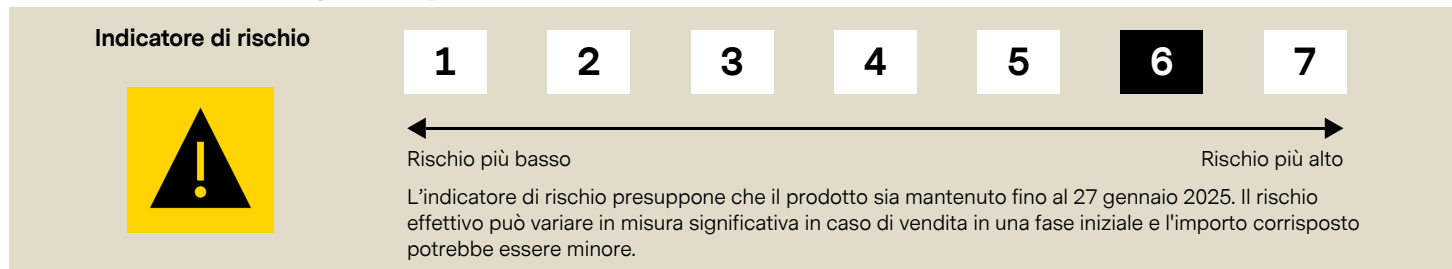 Indicatore di rischio
1 2 3 4 5 6 7
Rischio più basso Rischio più alto
L’indicatore di rischio presuppone che il prodotto sia mantenuto fino al 27 gennaio 2025. Il rischio
effettivo può variare in misura significativa in caso di vendita in una fase iniziale e l'importo corrisposto
potrebbe essere minore.